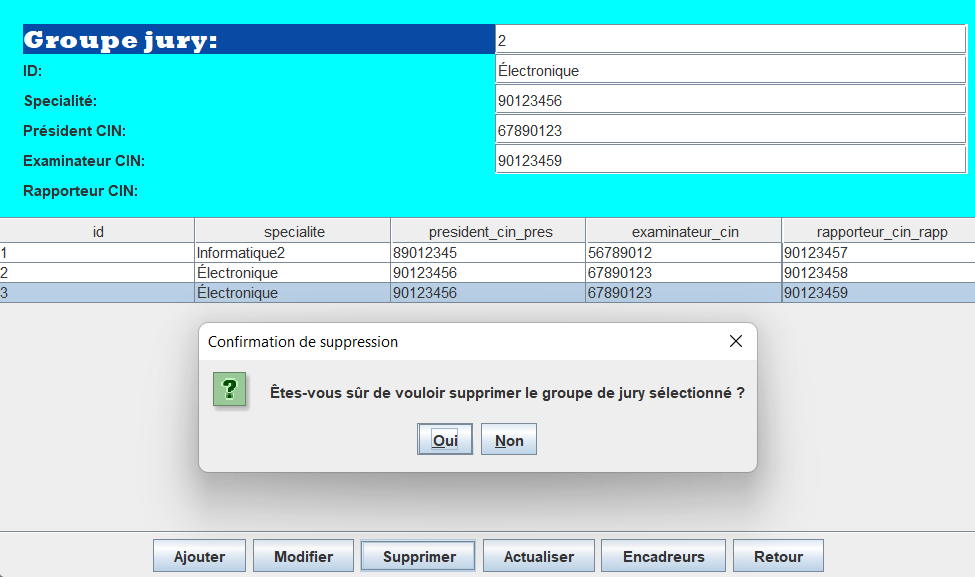 Groupe jury: 2
ID: Électronique
Specialité: 90123456
Président CIN: 67890123
Examinateur CIN: 90123459
Rapporteur CIN:
id specialite president_cin_pres examinateur_cin rapporteur_cin_rapp
1 Informatique2 89012345 56789012 90123457
2 Électronique 90123456 67890123 90123458
3 Électronique 90123456 67890123 90123459
Confirmation de suppression
? Êtes-vous sûr de vouloir supprimer le groupe de jury sélectionné ?
Oui Non
Ajouter Modifier Supprimer Actualiser Encadreurs Retour